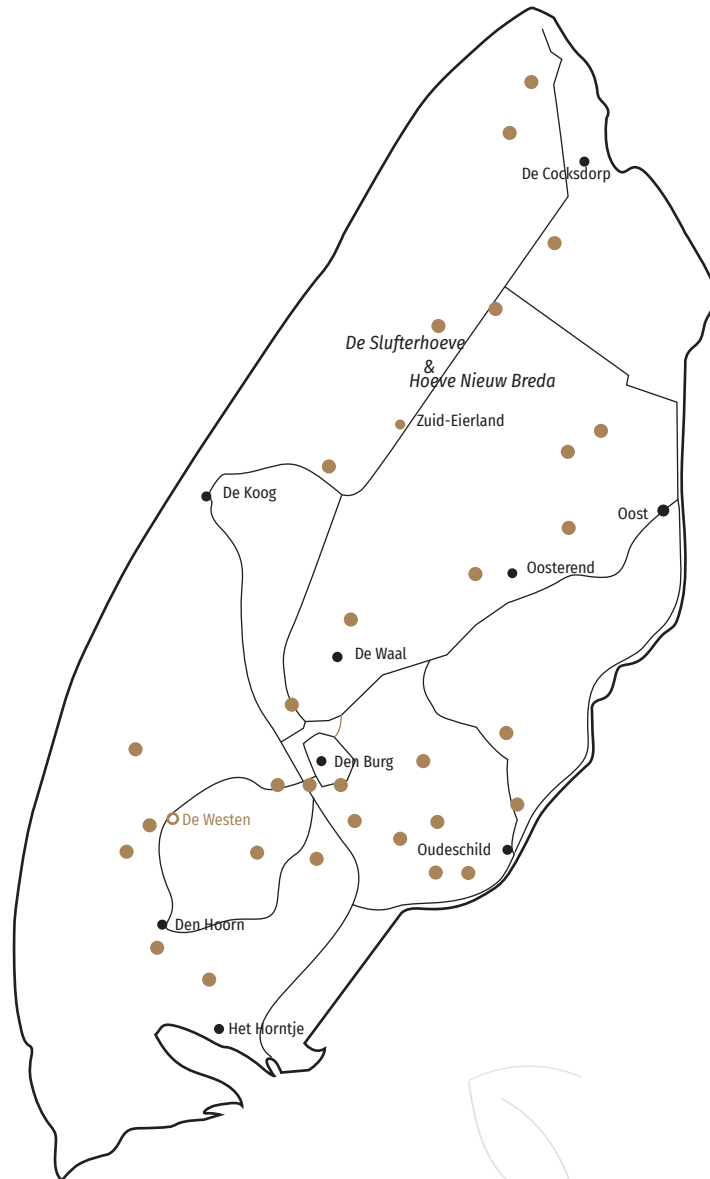 De Cocksdorp
De Slufterhoeve
&
Hoeve Nieuw Breda
Zuid-Eierland
De Koog
Oost
Oosterend
De Waal
Den Burg
De Westen
Oudeschild
Den Hoorn
Het Horntje